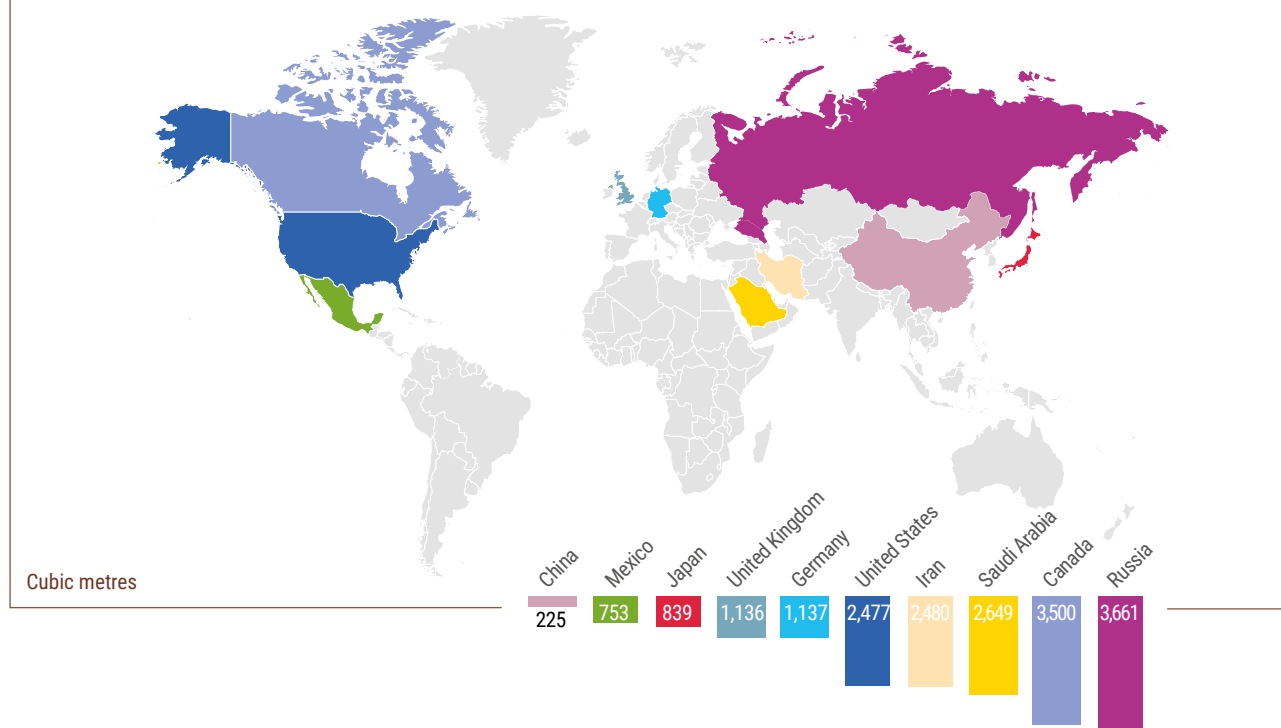 Cubic metres
China
Mexico
Japan
United Kingdom
Germany
United States
Iran
Saudi Arabia
Canada
Russia
225
753
839
1,136
1,137
2,477
2,480
2,649
3,500
3,661